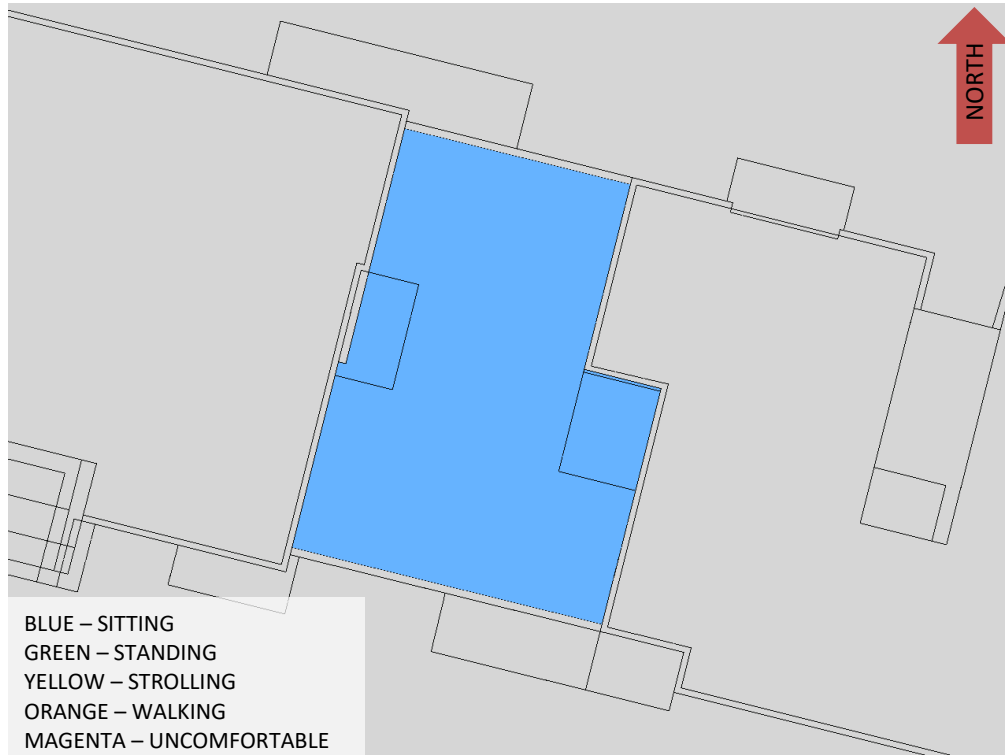 NORTH
BLUE – SITTING
GREEN – STANDING
YELLOW – STROLLING
ORANGE – WALKING
MAGENTA – UNCOMFORTABLE